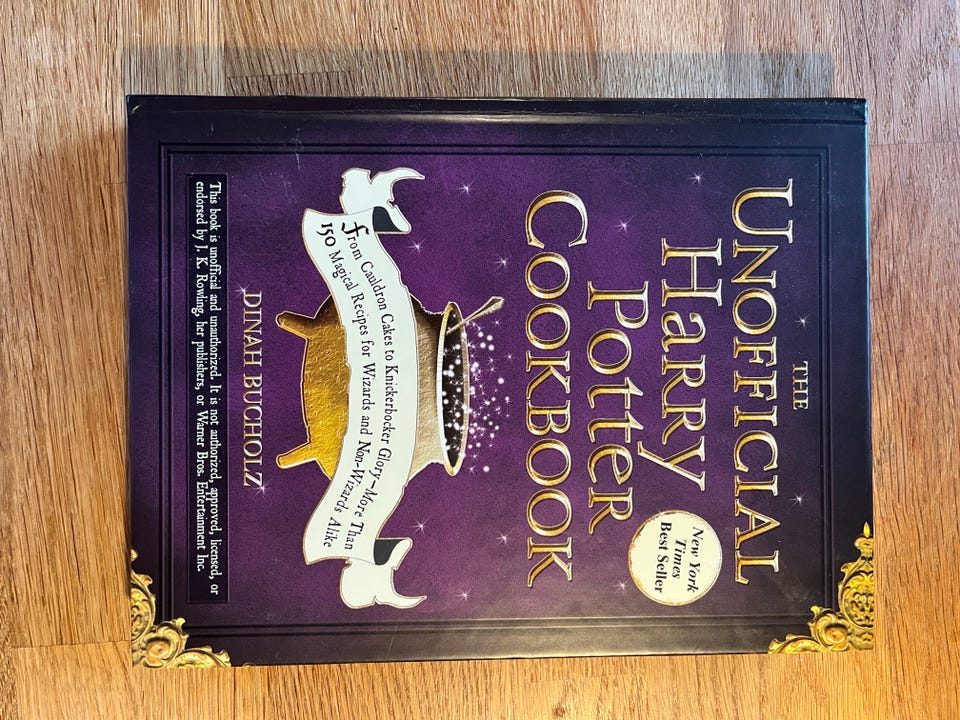 THE
UNOFFICIAL
Harry
Potter
COOKBOOK
New York
Times
Best Seller
From Cauldron Cakes to Knickerbocker Glory—More Than
150 Magical Recipes for Wizards and Non-Wizards Alike
DINAH BUCHOLZ
This book is unofficial and unauthorized. It is not authorized, approved, licensed, or
endorsed by J. K. Rowling, her publishers, or Warner Bros. Entertainment Inc.